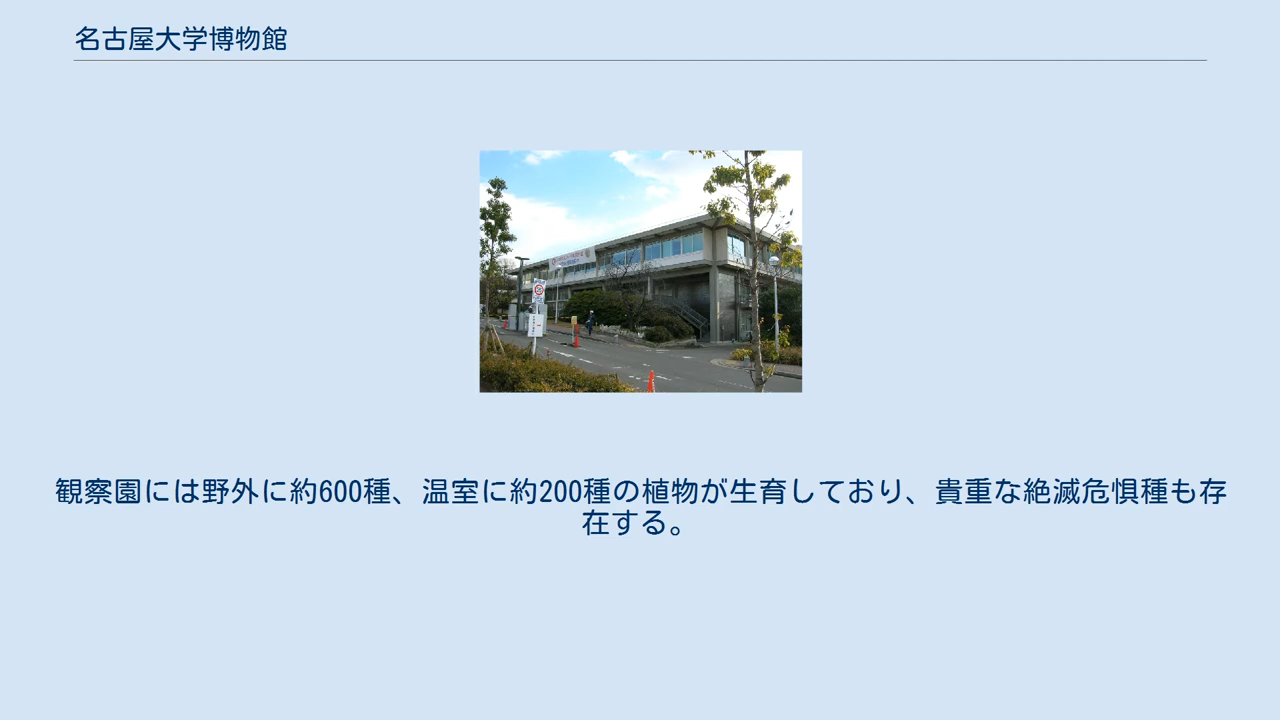 名古屋大学博物館
観察園には野外に約600種、温室に約200種の植物が生育しており、貴重な絶滅危惧種も存
在する。